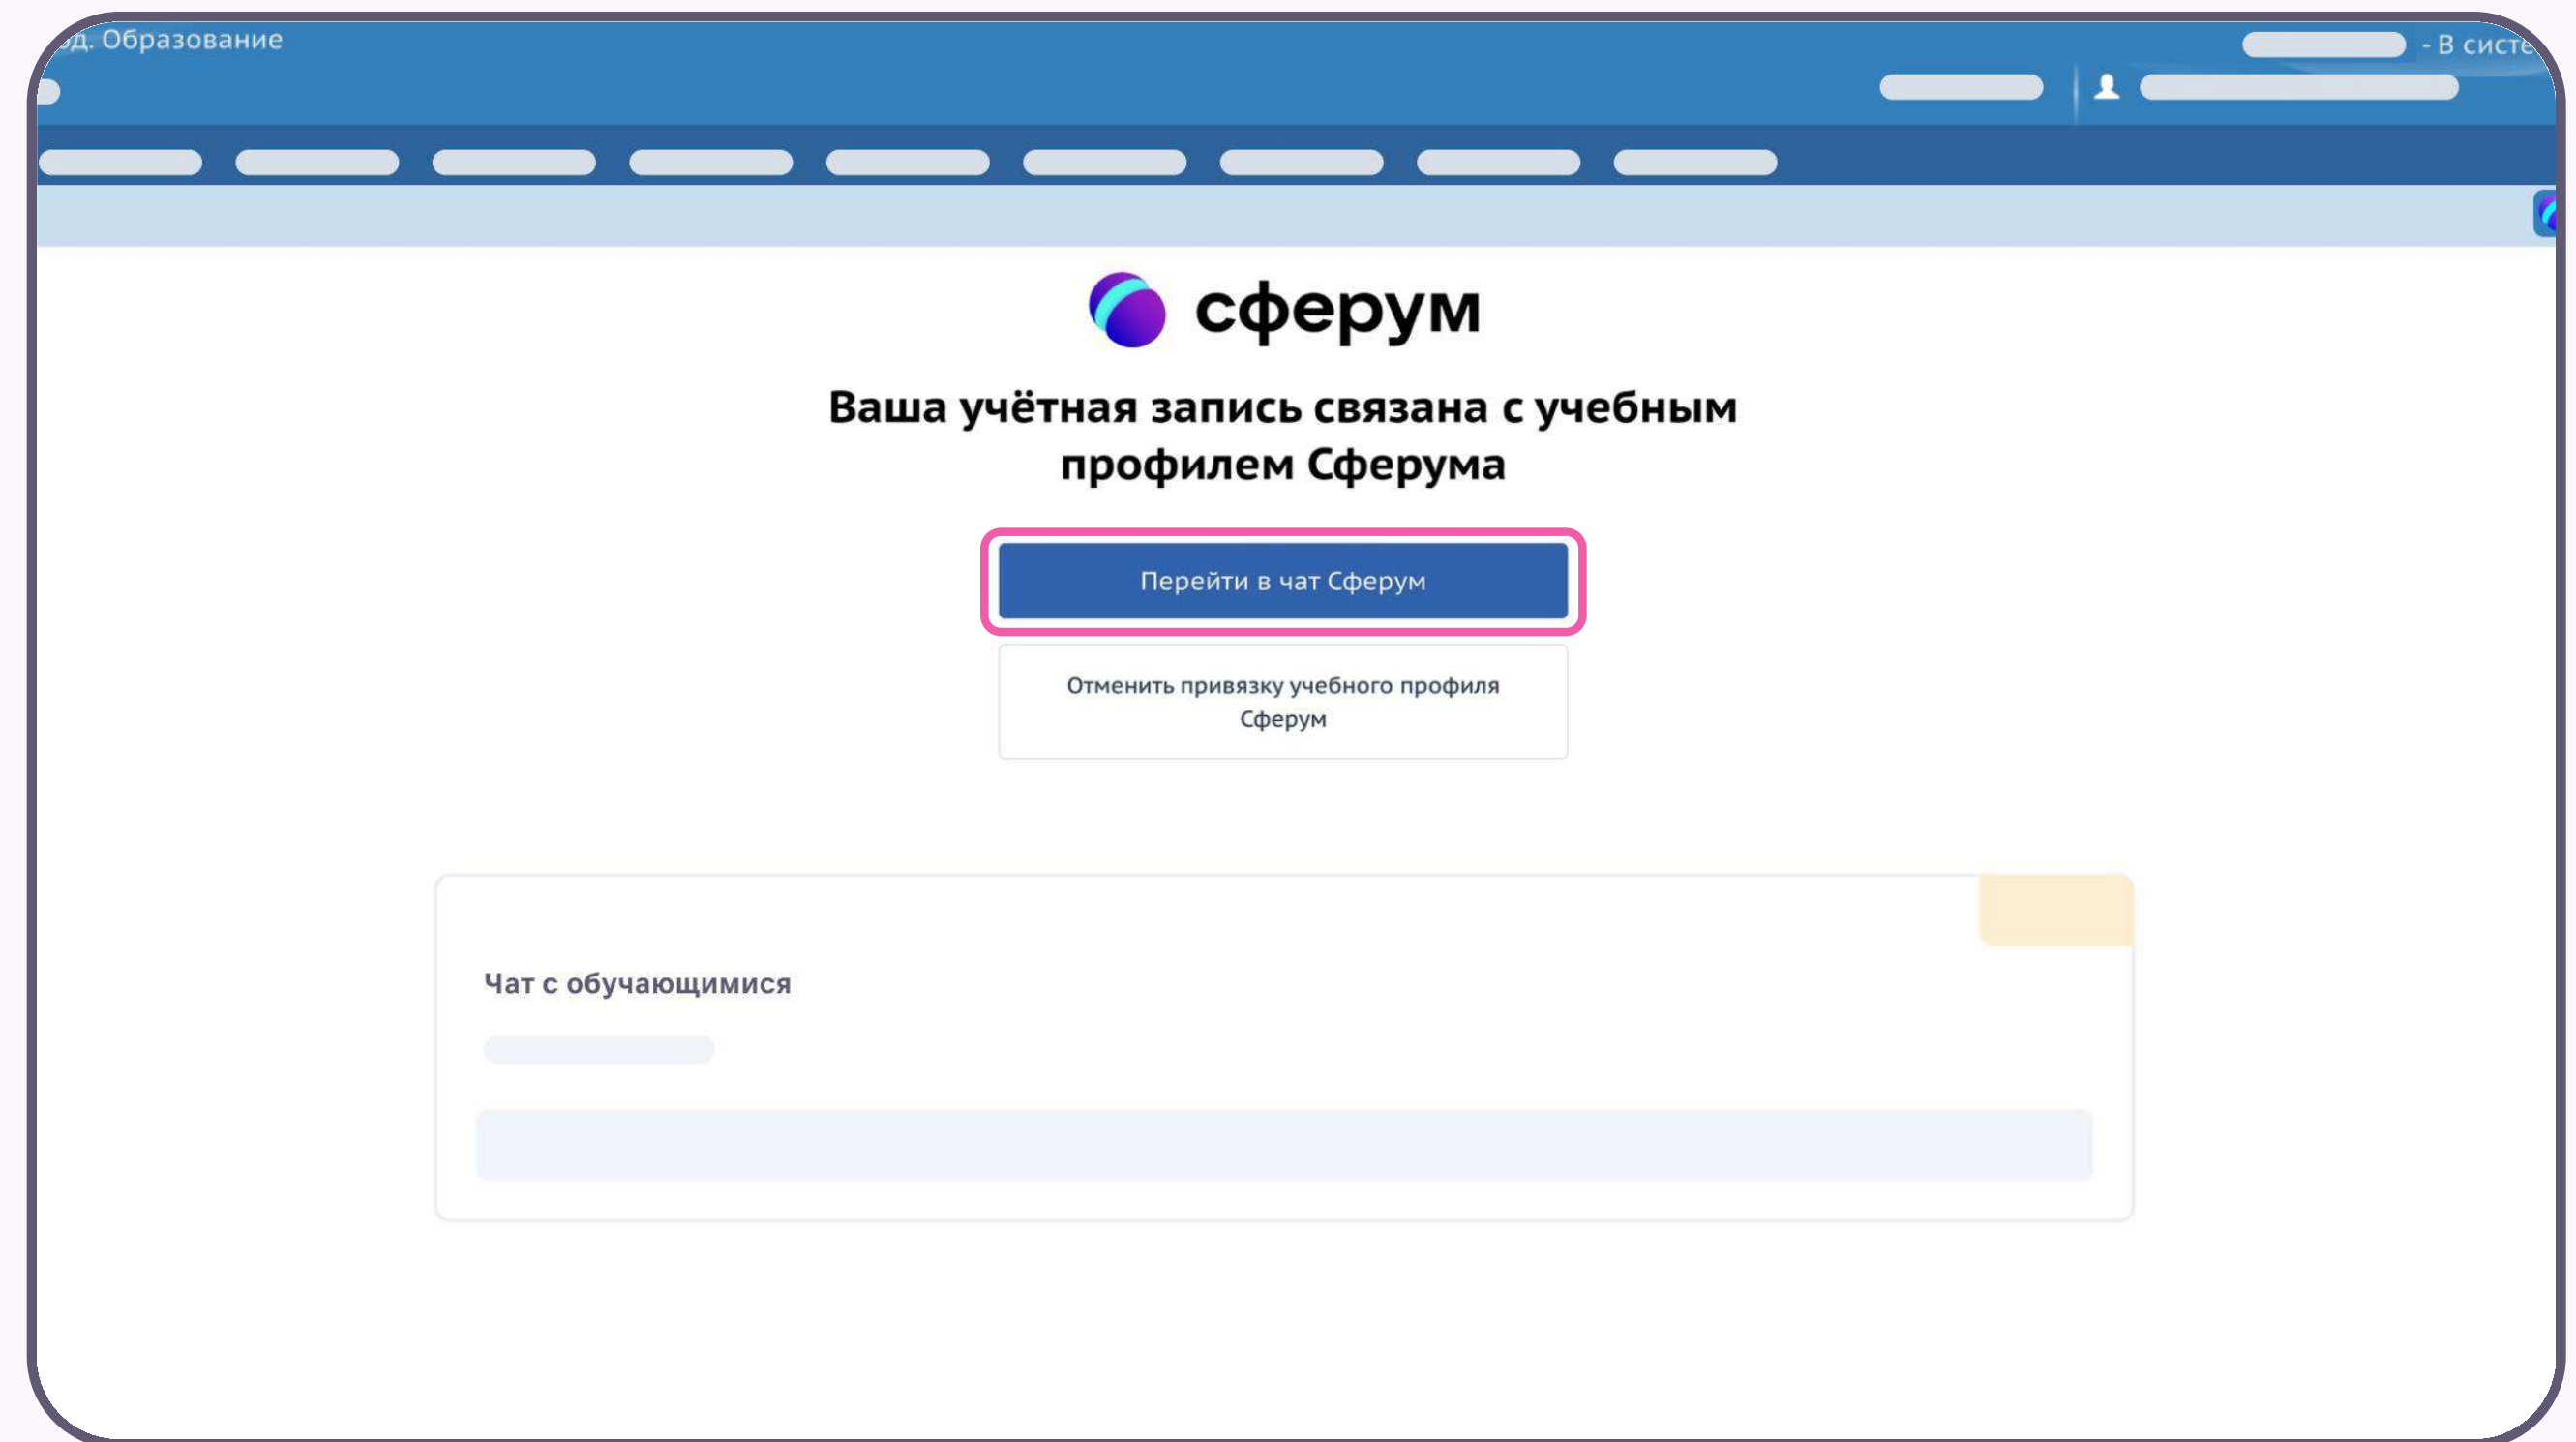 Образование
- В
сферум
Ваша учётная запись связана с учебным
профилем Сферума
Перейти в чат Сферум
Отменить привязку учебного профиля
Сферум
Чат с обучающимися